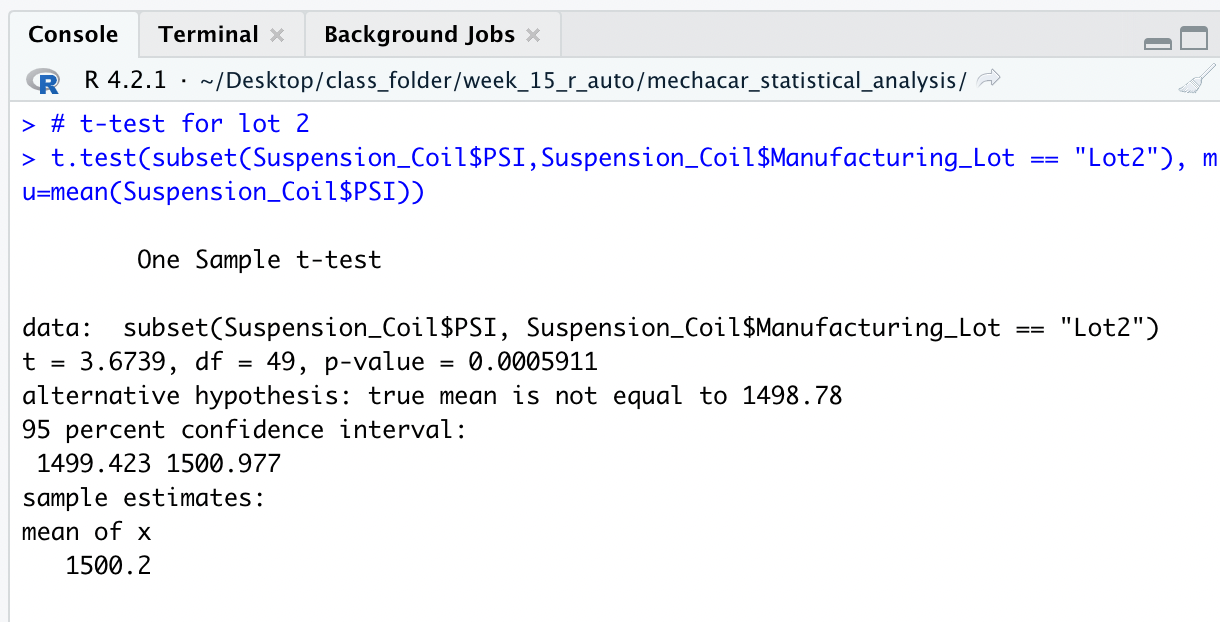 Console Terminal Background Jobs
R R 4.2.1 · ~/Desktop/class_folder/week_15_r_auto/mechacar_statistical_analysis/
> # t-test for lot 2
> t.test(subset(Suspension_Coil$PSI,Suspension_Coil$Manufacturing_Lot == "Lot2"), m
u=mean(Suspension_Coil$PSI))
One Sample t-test
data:  subset(Suspension_Coil$PSI, Suspension_Coil$Manufacturing_Lot == "Lot2")
t = 3.6739, df = 49, p-value = 0.0005911
alternative hypothesis: true mean is not equal to 1498.78
95 percent confidence interval:
1499.423 1500.977
sample estimates:
mean of x
1500.2